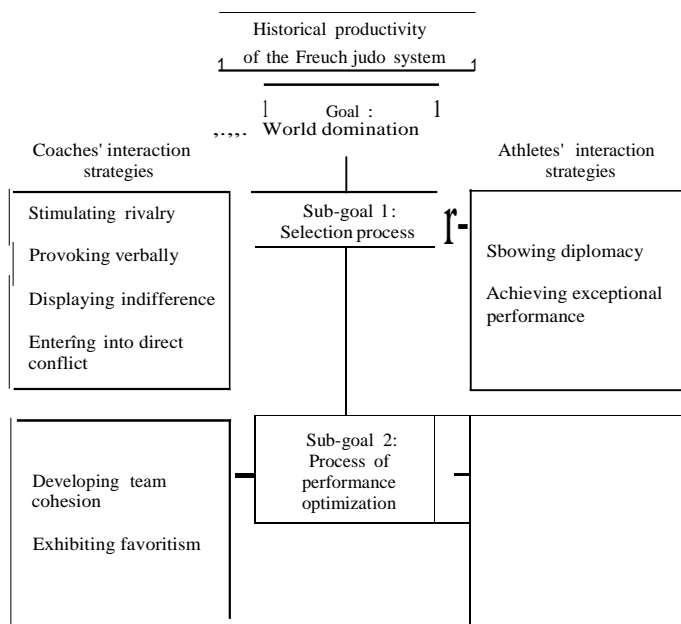 Historical productivity
of the Freuch judo system
Goal :
World domination
Coaches' interaction
strategies
Athletes' interaction
strategies
Stimulating rivalry
Provoking verbally
Displaying indifference
Enterîng into direct
conflict
Sub-goal 1:
Selection process
Sbowing diplomacy
Achieving exceptional
performance
Sub-goal 2:
Process of
performance
optimization
Developing team
cohesion
Exhibiting favoritism